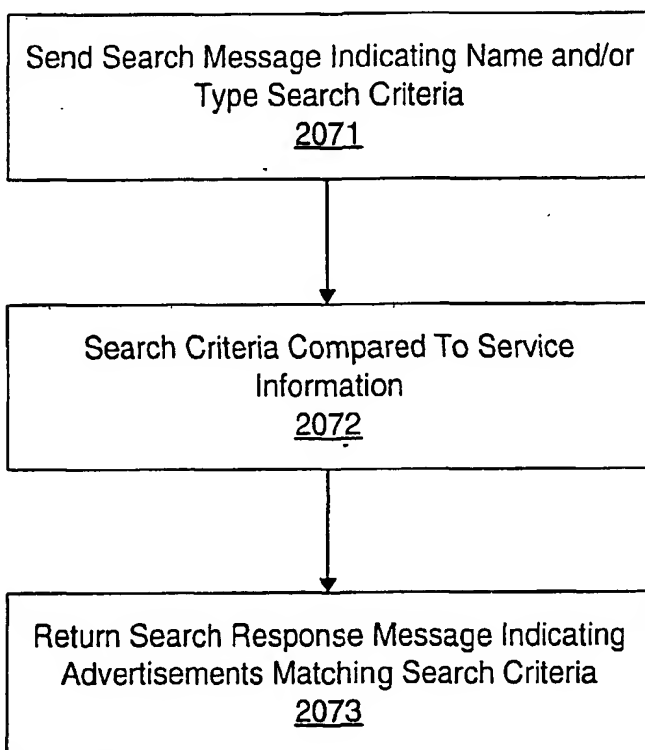 Send Search Message Indicating Name and/or
Type Search Criteria
2071
Search Criteria Compared To Service
Information
2072
Return Search Response Message Indicating
Advertisements Matching Search Criteria
2073